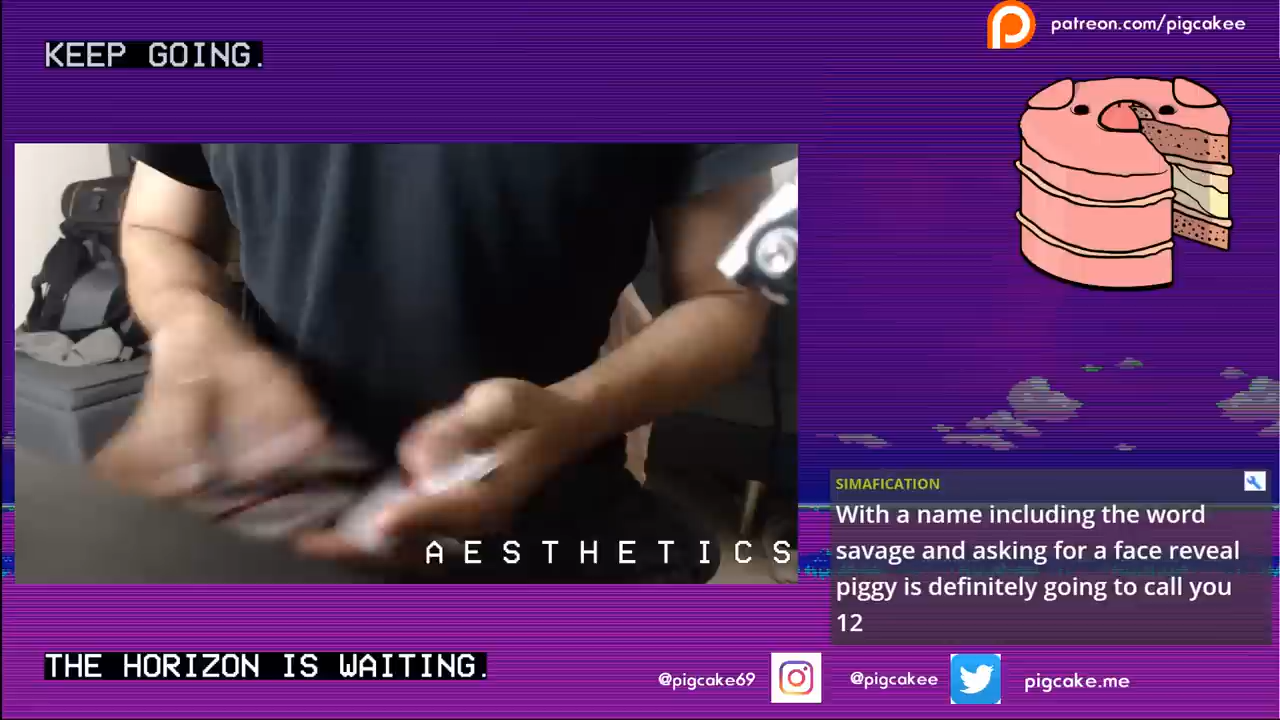 KEEP GOING.
patreon.com/pigcakee
AESTHETICS
SIMAFICATION
With a name including the word
savage and asking for a face reveal
piggy is definitely going to call you
12
THE HORIZON IS WAITING.
@pigcake69
@pigcakee
pigcake.me